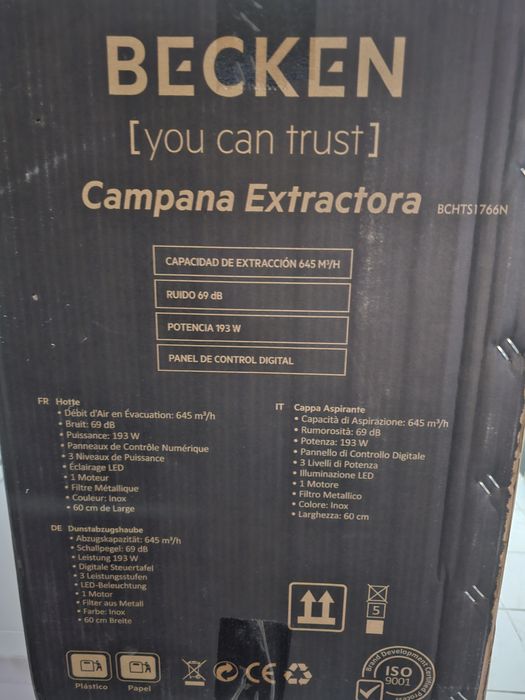 BECKEN
[you can trust]
Campana Extractora BCHTS1766N
CAPACIDAD DE EXTRACCIÓN 645 M³/H
RUIDO 69 dB
POTENCIA 193 W
PANEL DE CONTROL DIGITAL
FR Hotte
• Débit d'Air en Évacuation: 645 m³/h
• Bruit: 69 dB
• Puissance: 193 W
• Panneaux de Contrôle Numérique
• 3 Niveaux de Puissance
• Éclairage LED
• 1 Moteur
• Filtre Métallique
• Couleur: Inox
• 60 cm de Large
DE Dunstabzugshaube
• Abzugskapazität: 645 m³/h
• Schallpegel: 69 dB
• Leistung 193 W
• Digitale Steuertafel
• 3 Leistungsstufen
• LED-Beleuchtung
• 1 Motor
• Filter aus Metall
• Farbe: Inox
• 60 cm Breite
IT Cappa Aspirante
• Capacità di Aspirazione: 645 m³/h
• Rumorosità: 69 dB
• Potenza: 193 W
• Pannello di Controllo Digitale
• 3 Livelli di Potenza
• Illuminazione LED
• 1 Motore
• Filtro Metallico
• Colore: Inox
• Larghezza: 60 cm
5
Plástico
Papel
CE
Brand Development Certified Process
ISO
9001